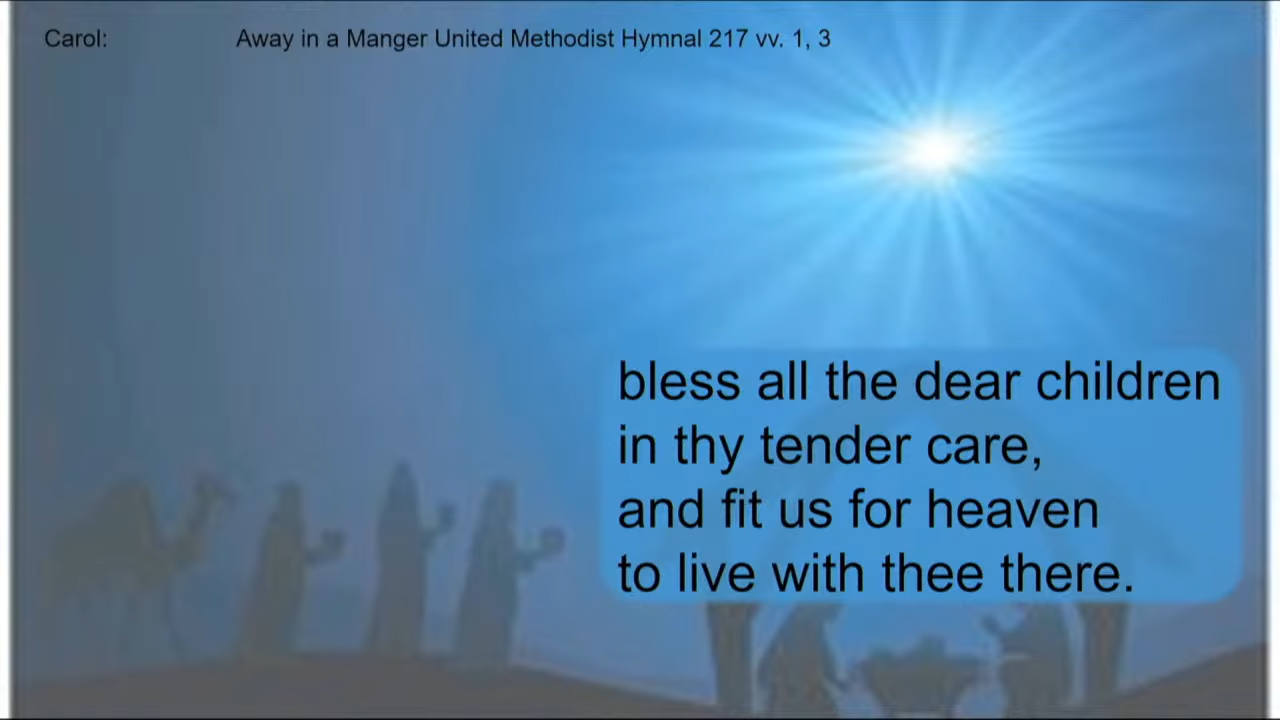 Carol: Away in a Manger United Methodist Hymnal 217 vv. 1, 3
bless all the dear children
in thy tender care,
and fit us for heaven
to live with thee there.